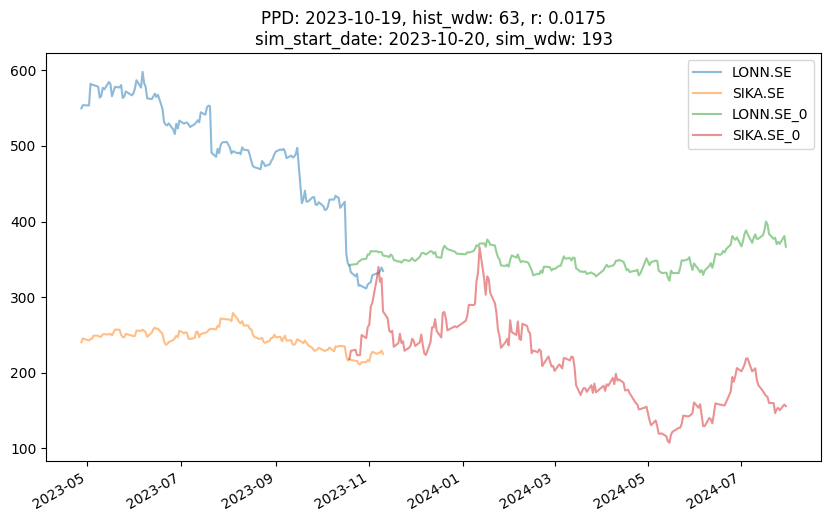 PPD: 2023-10-19, hist_wdw: 63, r: 0.0175
sim_start_date: 2023-10-20, sim_wdw: 193
LONN.SE
SIKA.SE
LONN.SE_0
SIKA.SE_0
600
500
400
300
200
100
2023-05
2023-07
2023-09
2023-11
2024-01
2024-03
2024-05
2024-07